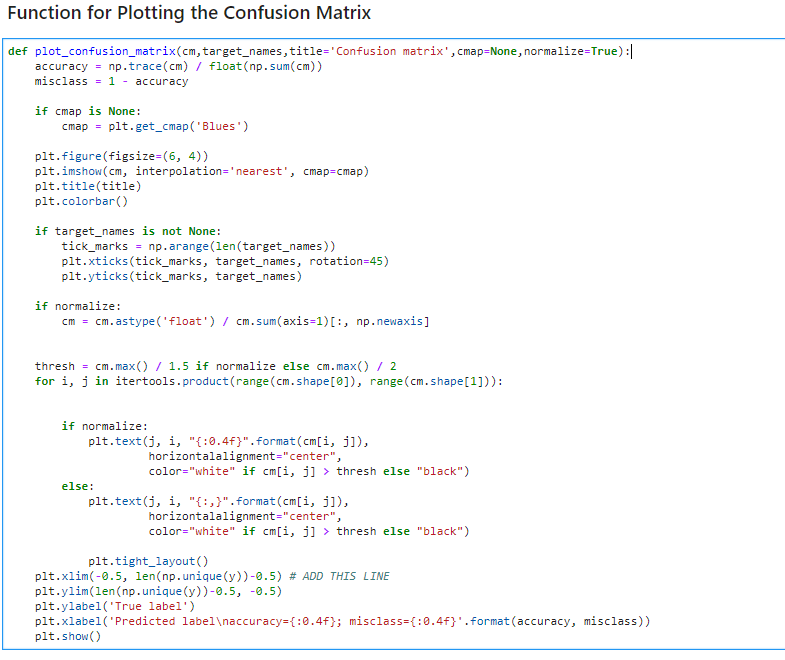 Function for Plotting the Confusion Matrix
def plot_confusion_matrix(cm,target_names,title='Confusion matrix',cmap=None,normalize=True):
    accuracy = np.trace(cm) / float(np.sum(cm))
    misclass = 1 - accuracy
    if cmap is None:
        cmap = plt.get_cmap('Blues')
    plt.figure(figsize=(6, 4))
    plt.imshow(cm, interpolation='nearest', cmap=cmap)
    plt.title(title)
    plt.colorbar()
    if target_names is not None:
        tick_marks = np.arange(len(target_names))
        plt.xticks(tick_marks, target_names, rotation=45)
        plt.yticks(tick_marks, target_names)
    if normalize:
        cm = cm.astype('float') / cm.sum(axis=1)[:, np.newaxis]
    thresh = cm.max() / 1.5 if normalize else cm.max() / 2
    for i, j in itertools.product(range(cm.shape[0]), range(cm.shape[1])):
        if normalize:
            plt.text(j, i, "{:0.4f}".format(cm[i, j]),
                     horizontalalignment="center",
                     color="white" if cm[i, j] > thresh else "black")
        else:
            plt.text(j, i, "{:,}".format(cm[i, j]),
                     horizontalalignment="center",
                     color="white" if cm[i, j] > thresh else "black")
            plt.tight_layout()
    plt.xlim(-0.5, len(np.unique(y))-0.5) # ADD THIS LINE
    plt.ylim(len(np.unique(y))-0.5, -0.5)
    plt.ylabel('True label')
    plt.xlabel('Predicted label\naccuracy={:0.4f}; misclass={:0.4f}'.format(accuracy, misclass))
    plt.show()